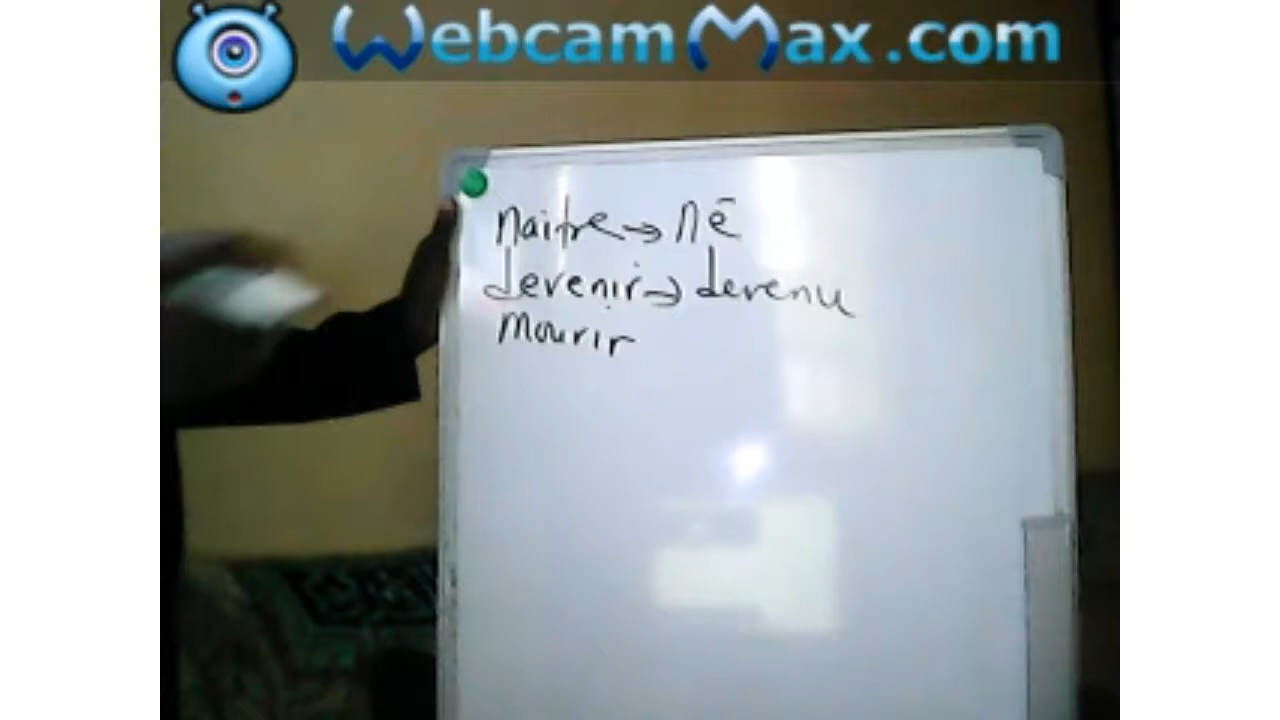 WebcamMax.com
naitre → né
devenir → devenu
mourir